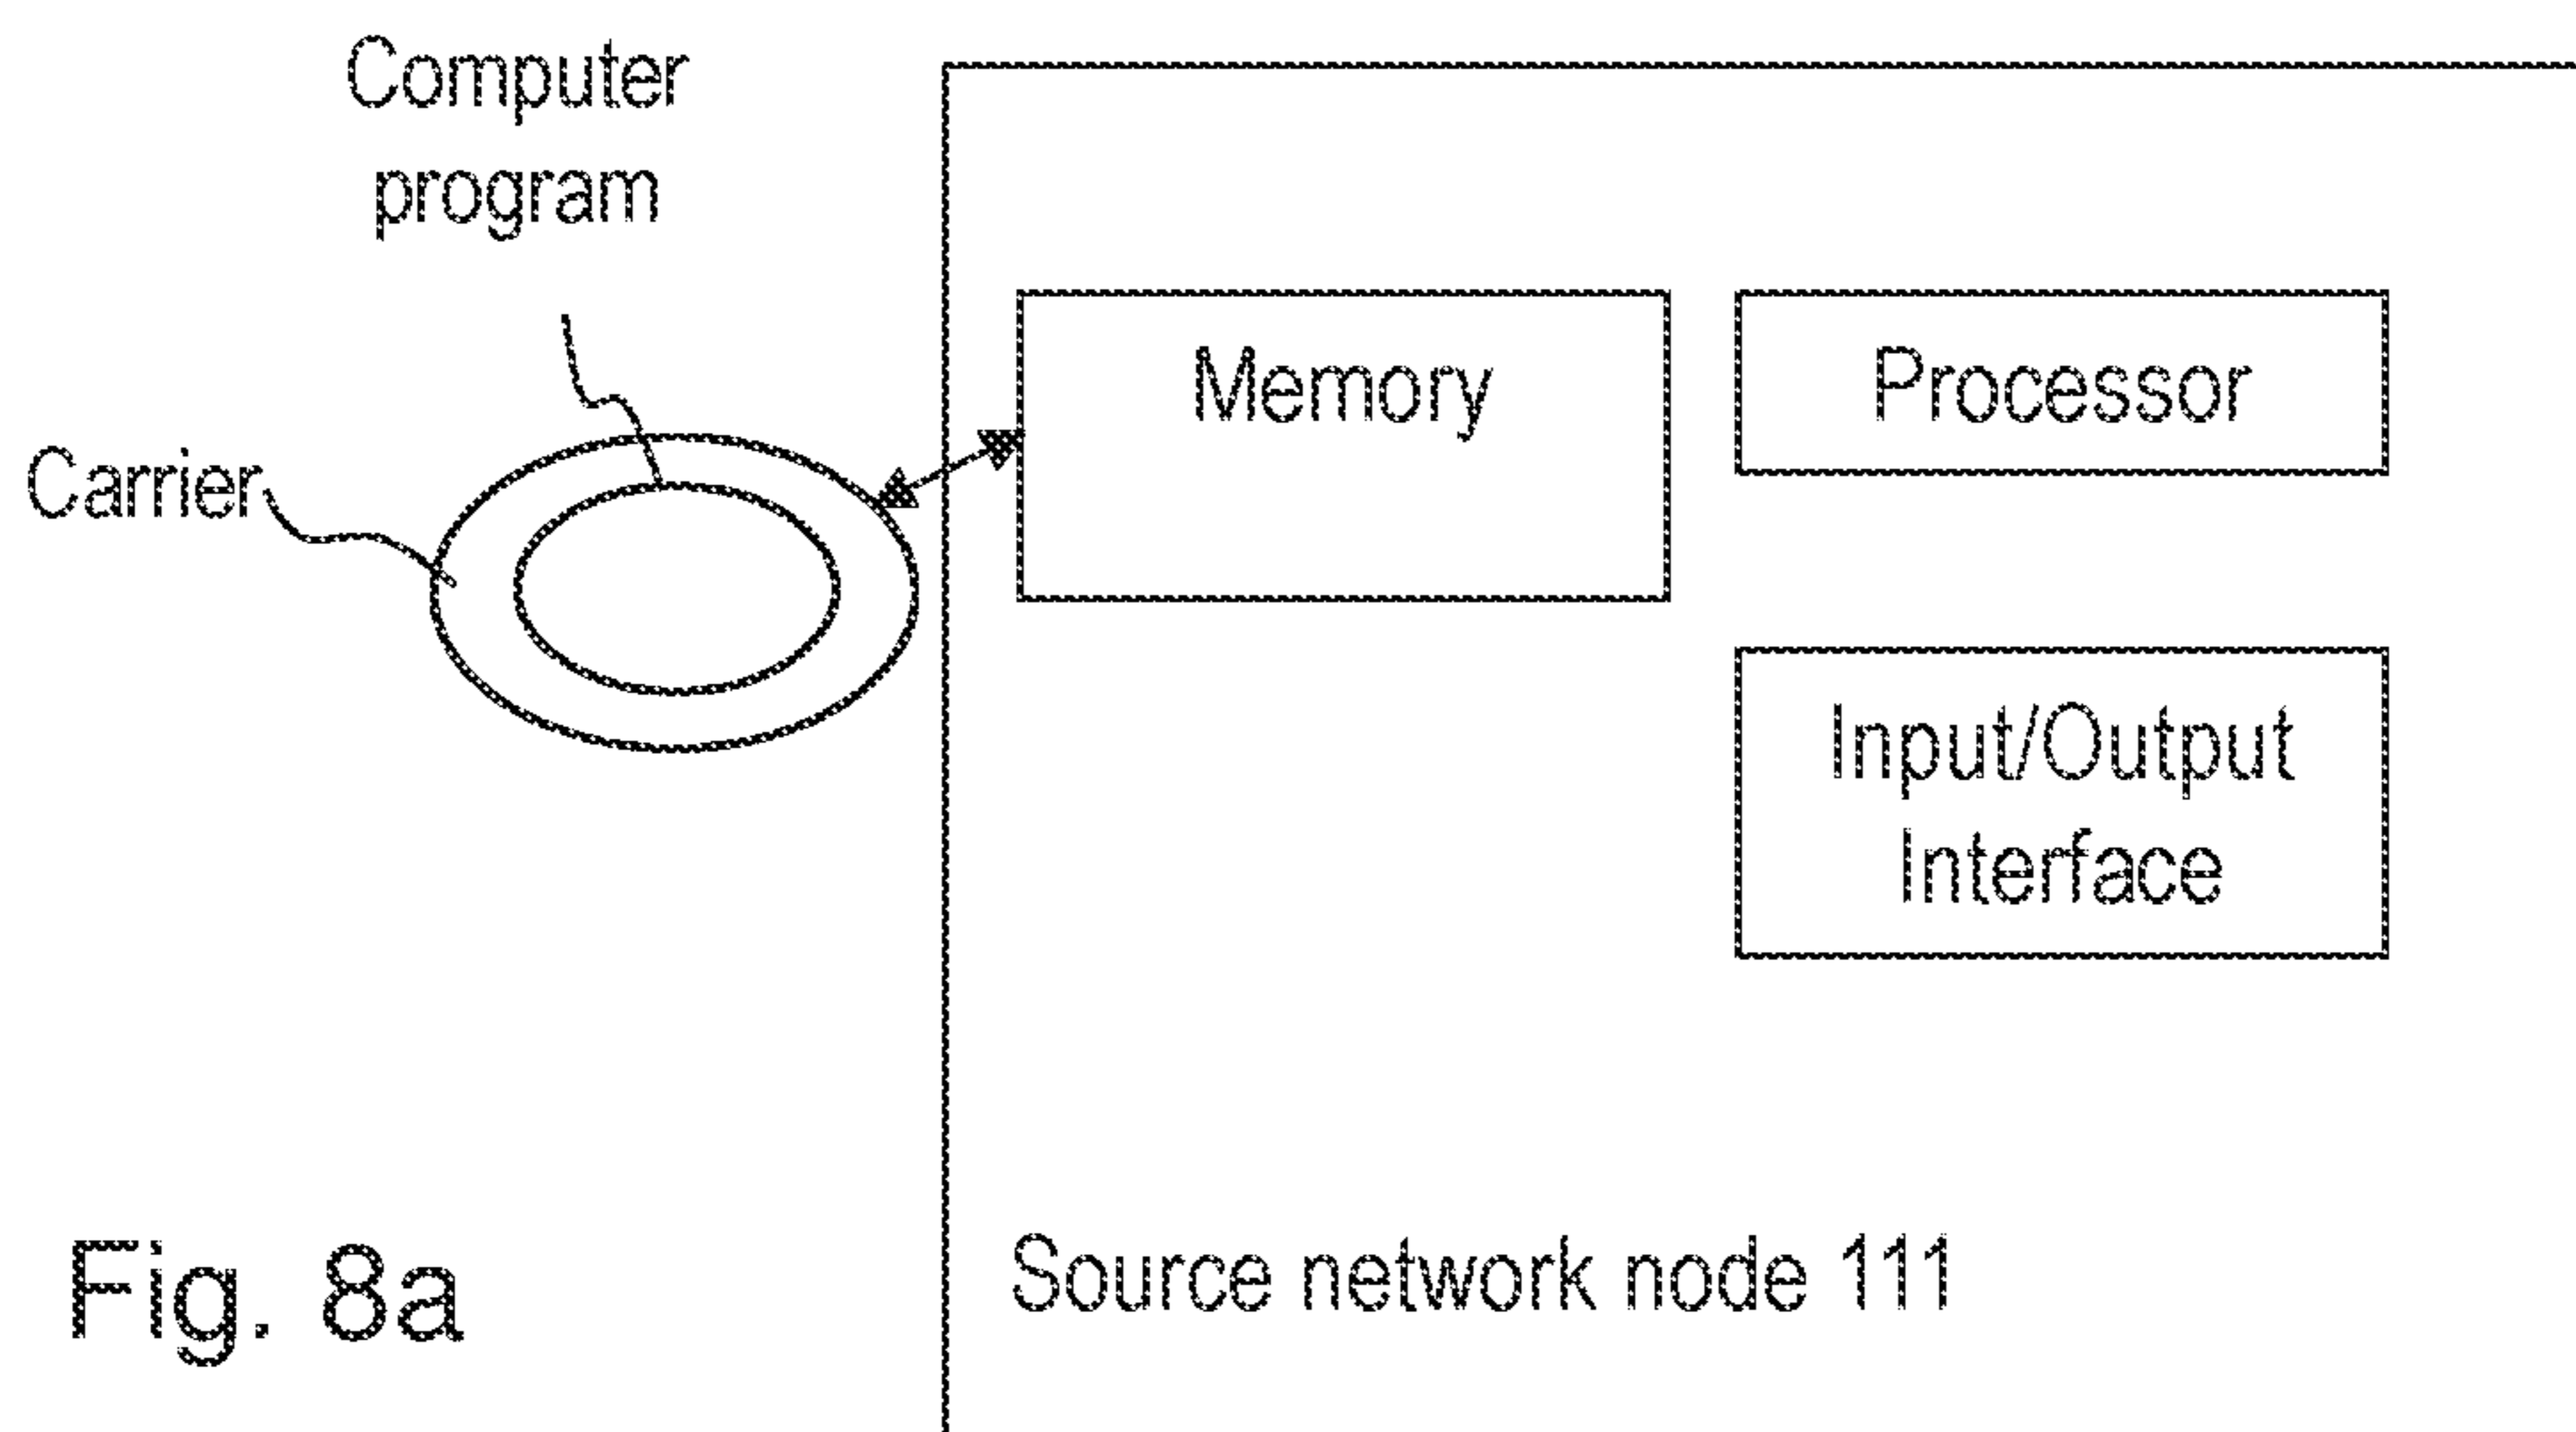 Computer
program
Carrier
Memory
Processor
Input/Output
Interface
Source network node 111
Fig. 8a